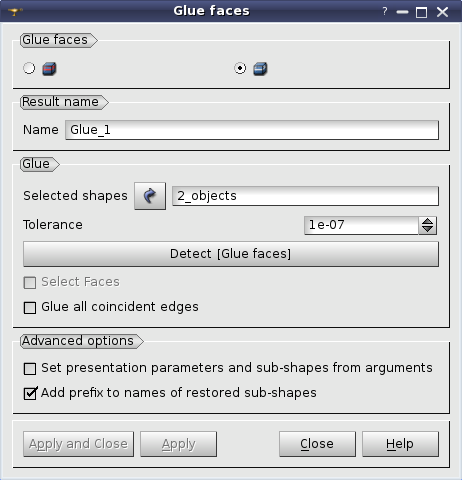 Glue faces
?
Glue faces
Result name
Name Glue_1
Glue
Selected shapes 2_objects
Tolerance 1e-07
Detect [Glue faces]
Select Faces
Glue all coincident edges
Advanced options
Set presentation parameters and sub-shapes from arguments
Add prefix to names of restored sub-shapes
Apply and Close Apply Close Help